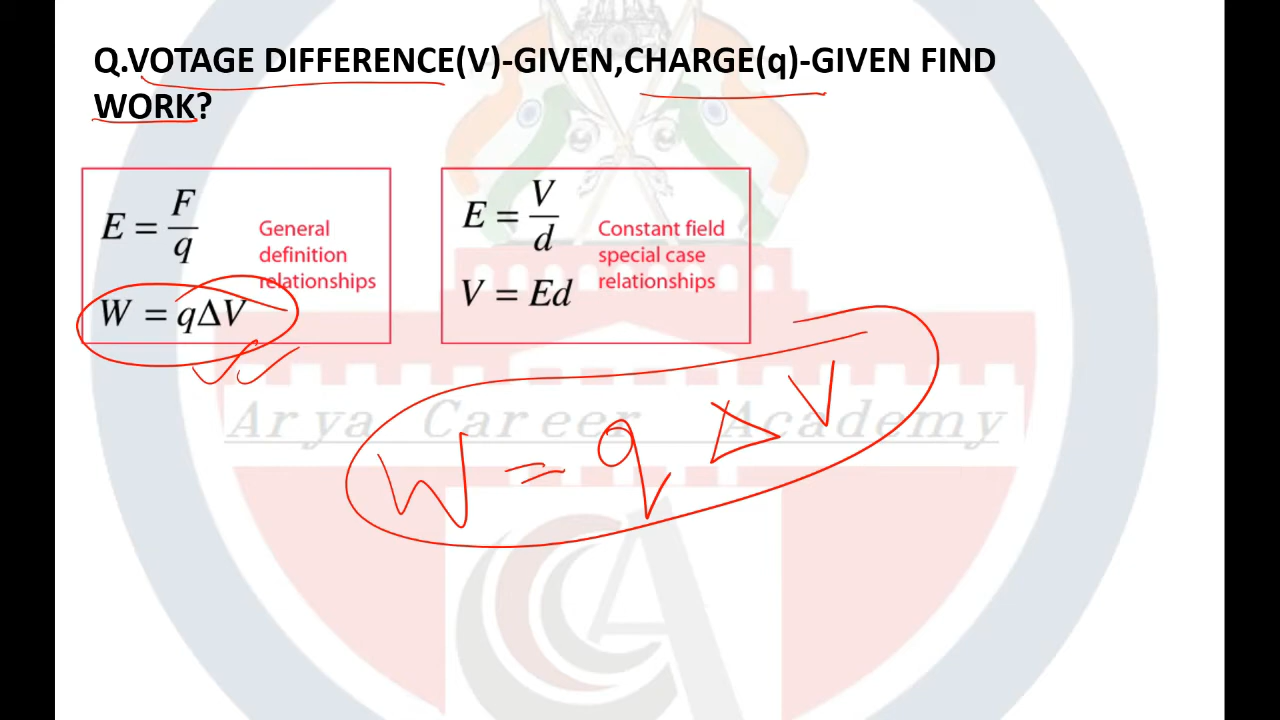 Q.VOTAGE DIFFERENCE(V)-GIVEN,CHARGE(q)-GIVEN FIND
WORK?
E = F/q
General
definition
relationships
W = qΔV
E = V/d
Constant field
special case
relationships
V = Ed
W = q Δ V
Arya Career Academy